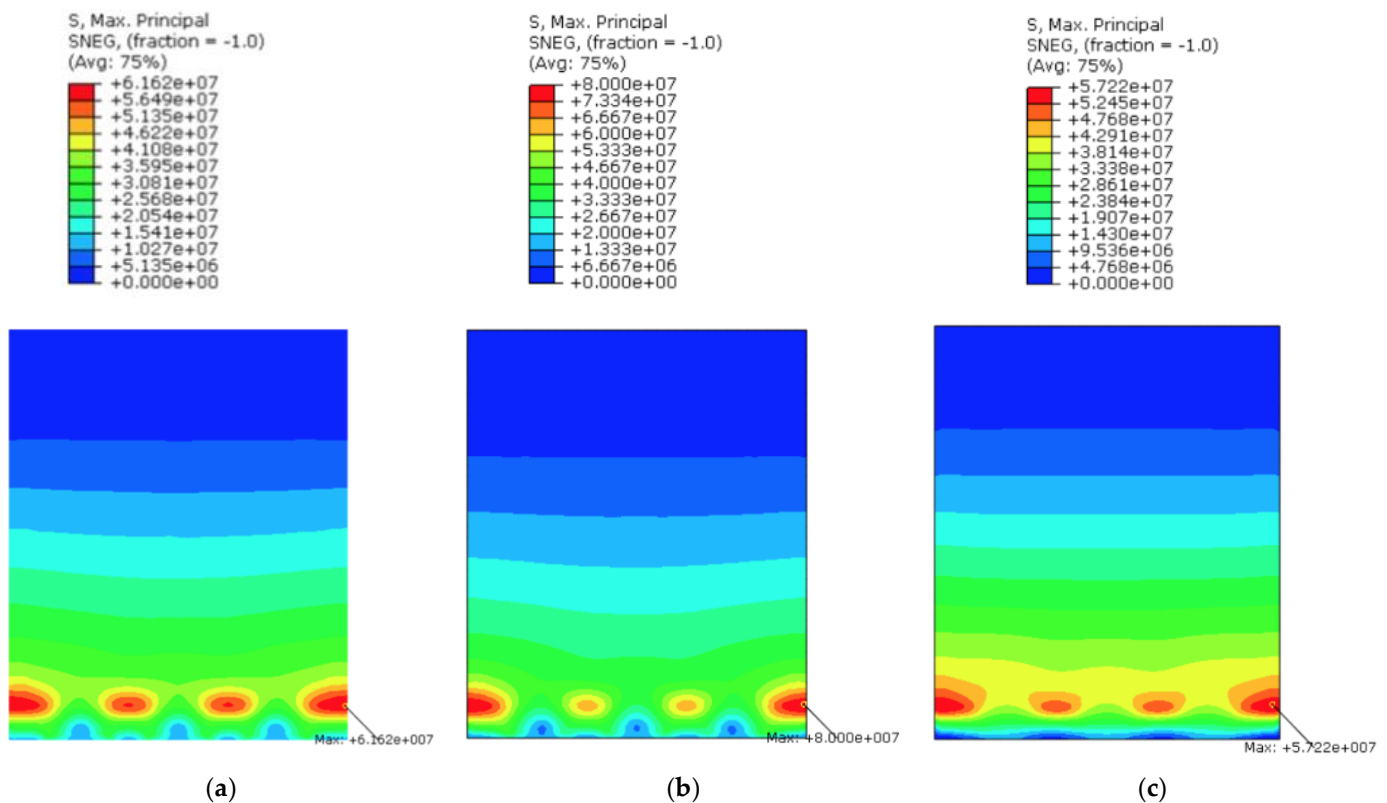 S, Max. Principal
SNEG, (fraction = -1.0)
(Avg: 75%)
+6.162e+07
+5.649e+07
+5.135e+07
+4.622e+07
+4.108e+07
+3.595e+07
+3.081e+07
+2.568e+07
+2.054e+07
+1.541e+07
+1.027e+07
+5.135e+06
+0.000e+00
Max: +6.162e+007
(a)
S, Max. Principal
SNEG, (fraction = -1.0)
(Avg: 75%)
+8.000e+07
+7.334e+07
+6.667e+07
+6.000e+07
+5.333e+07
+4.667e+07
+4.000e+07
+3.333e+07
+2.667e+07
+2.000e+07
+1.333e+07
+6.667e+06
+0.000e+00
Max: +8.000e+007
(b)
S, Max. Principal
SNEG, (fraction = -1.0)
(Avg: 75%)
+5.722e+07
+5.245e+07
+4.768e+07
+4.291e+07
+3.814e+07
+3.338e+07
+2.861e+07
+2.384e+07
+1.907e+07
+1.430e+07
+9.536e+06
+4.768e+06
+0.000e+00
Max: +5.722e+007
(c)